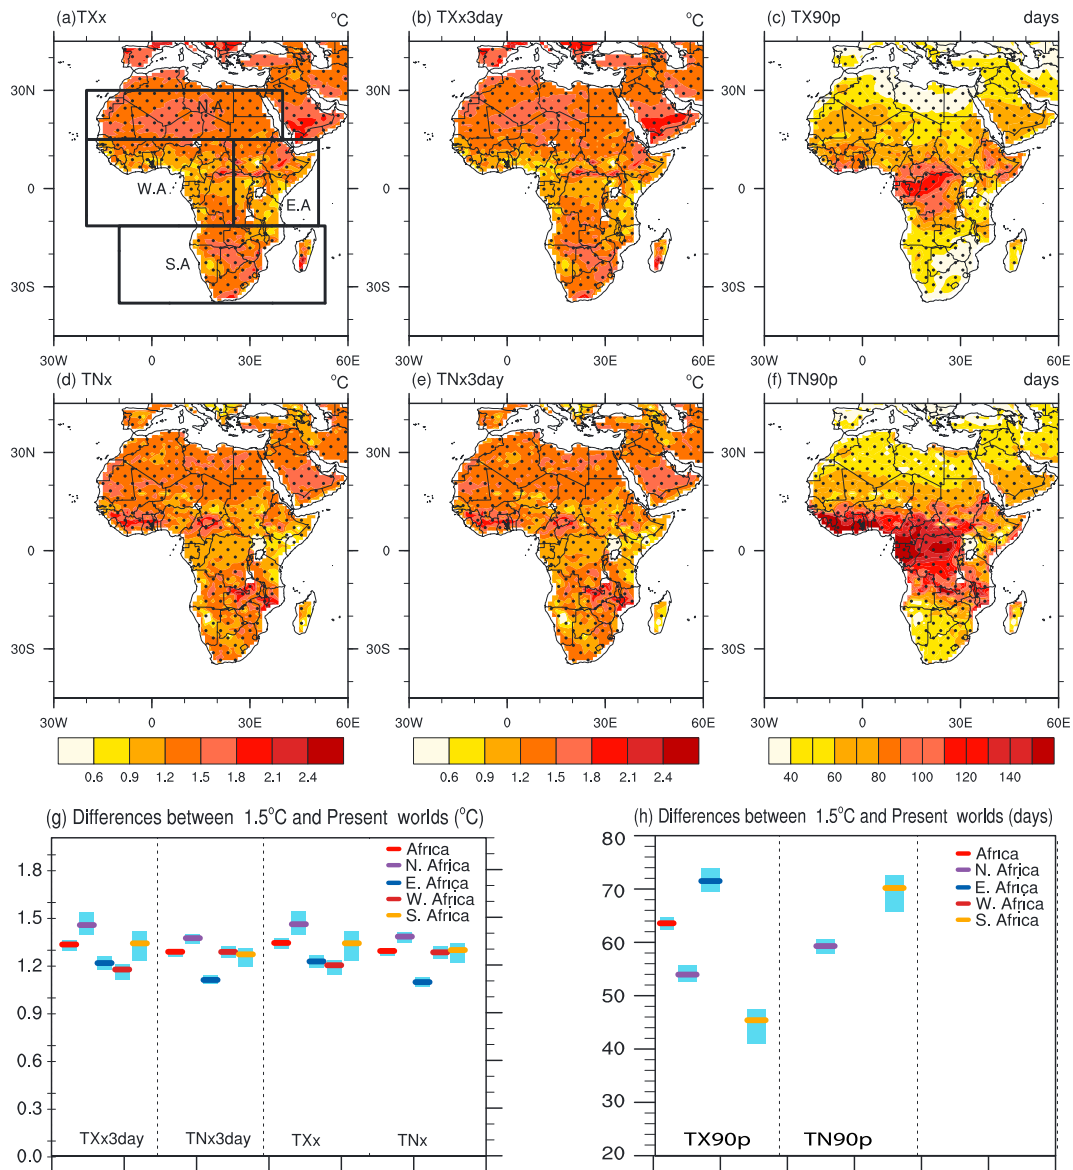 (a)TXx °C
(b) TXx3day °C
(c) TX90p days
30N 30N 30N
0 0 0
30S 30S 30S
N.A
W.A
E.A
S.A
30W 0 30E 60E 30W 0 30E 60E 30W 0 30E 60E
(d) TNx °C
(e) TNx3day °C
(f) TN90p days
30N 30N 30N
0 0 0
30S 30S 30S
30W 0 30E 60E 30W 0 30E 60E 30W 0 30E 60E
0.6 0.9 1.2 1.5 1.8 2.1 2.4
0.6 0.9 1.2 1.5 1.8 2.1 2.4
40 60 80 100 120 140
(g) Differences between 1.5°C and Present worlds (°C)
1.8
1.5
1.2
0.9
0.6
0.3
0.0
Africa
N. Africa
E. Africa
W. Africa
S. Africa
TXx3day TNx3day TXx TNx
(h) Differences between 1.5°C and Present worlds (days)
80
70
60
50
40
30
20
Africa
N. Africa
E. Africa
W. Africa
S. Africa
TX90p TN90p